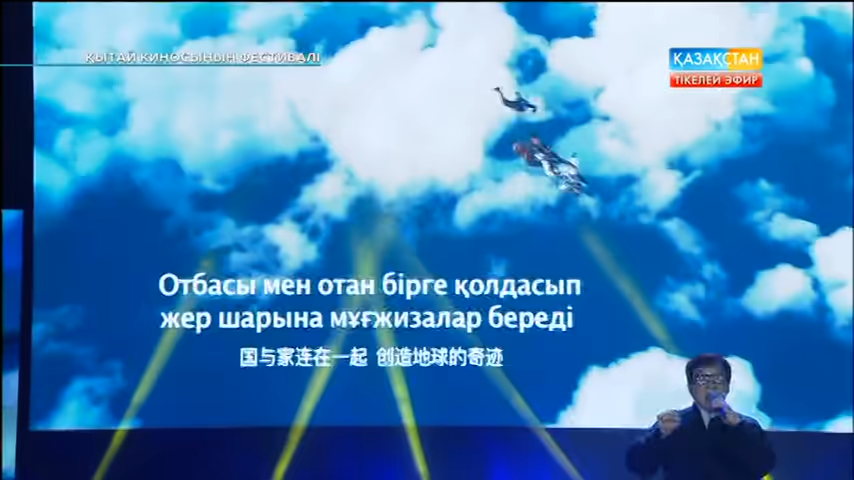 ҚЫТАЙ КИНОСЫНЫҢ ФЕСТИВАЛІ
ҚАЗАҚСТАН
ТІКЕЛЕЙ ЭФИР
Отбасы мен отан бірге қолдасып
жер шарына мұғжизалар береді
国与家连在一起 创造地球的奇迹